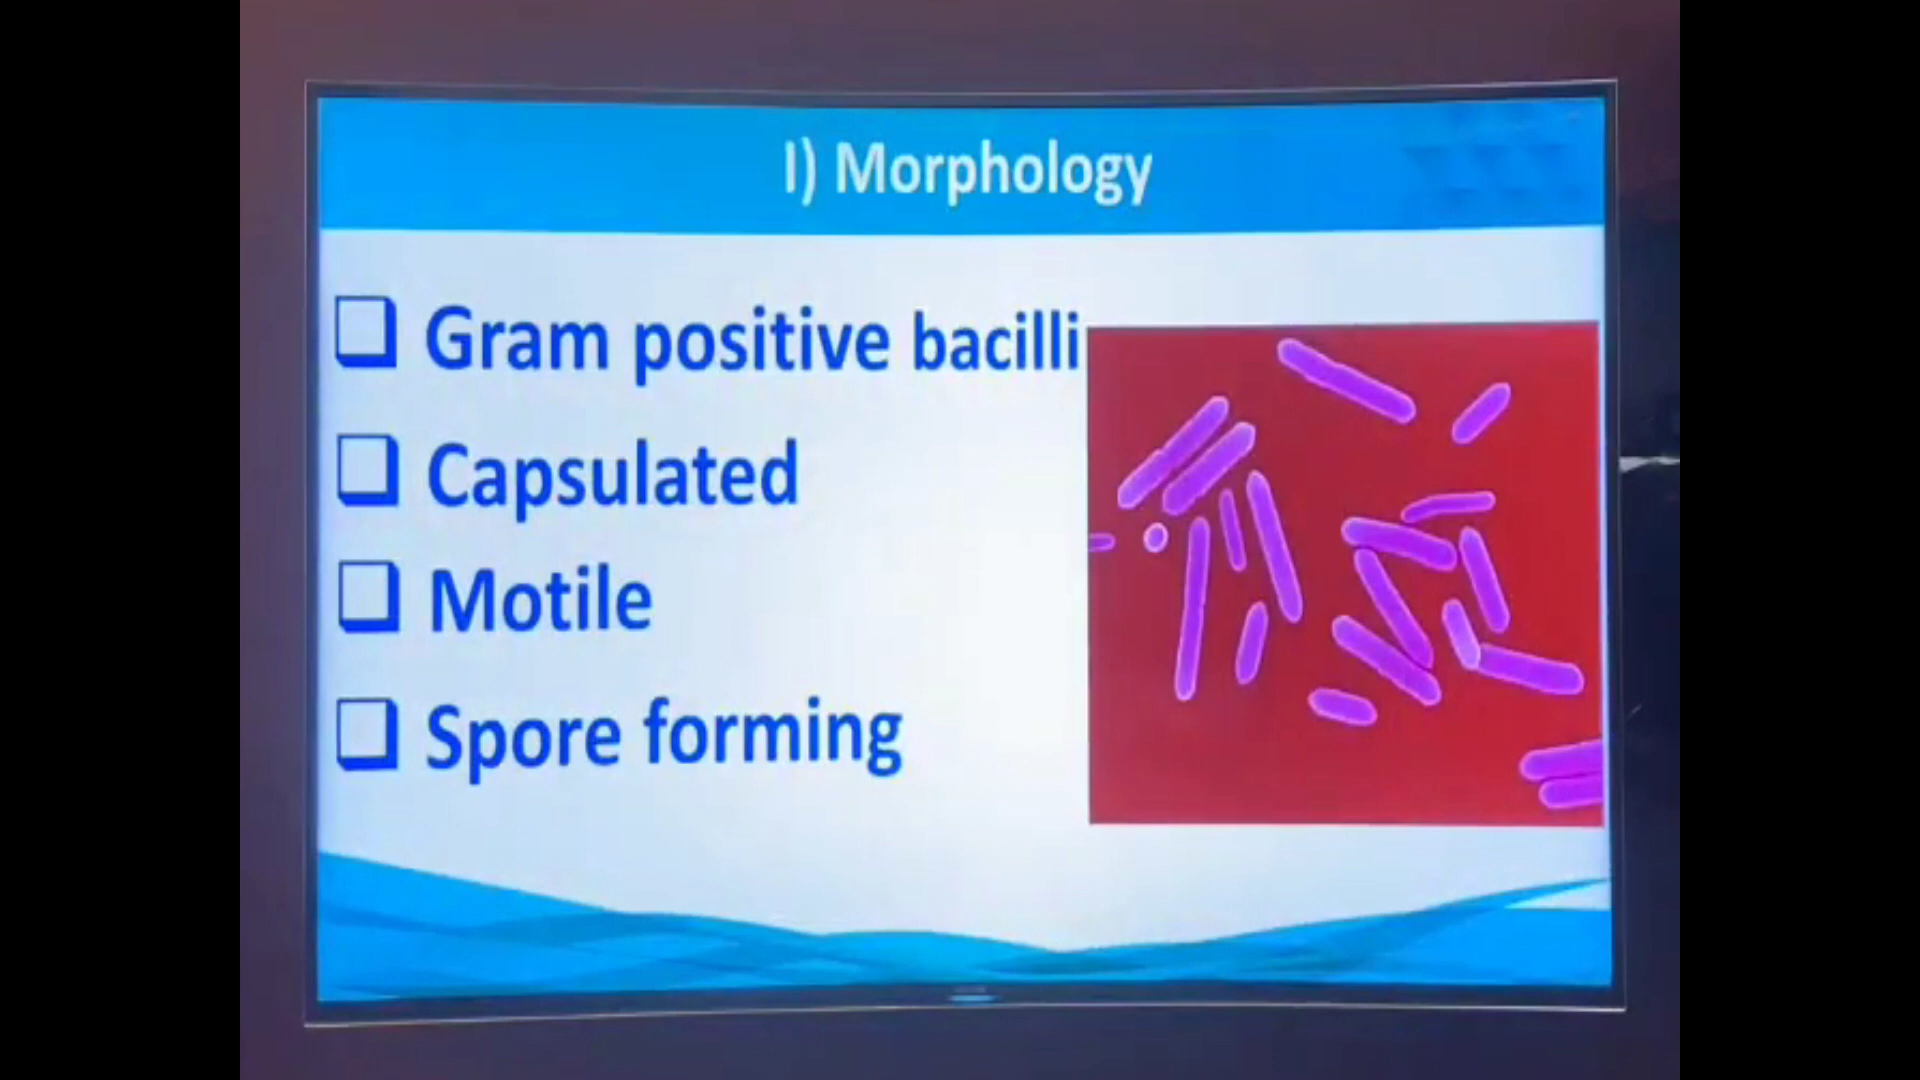 I) Morphology
Gram positive bacilli
Capsulated
Motile
Spore forming